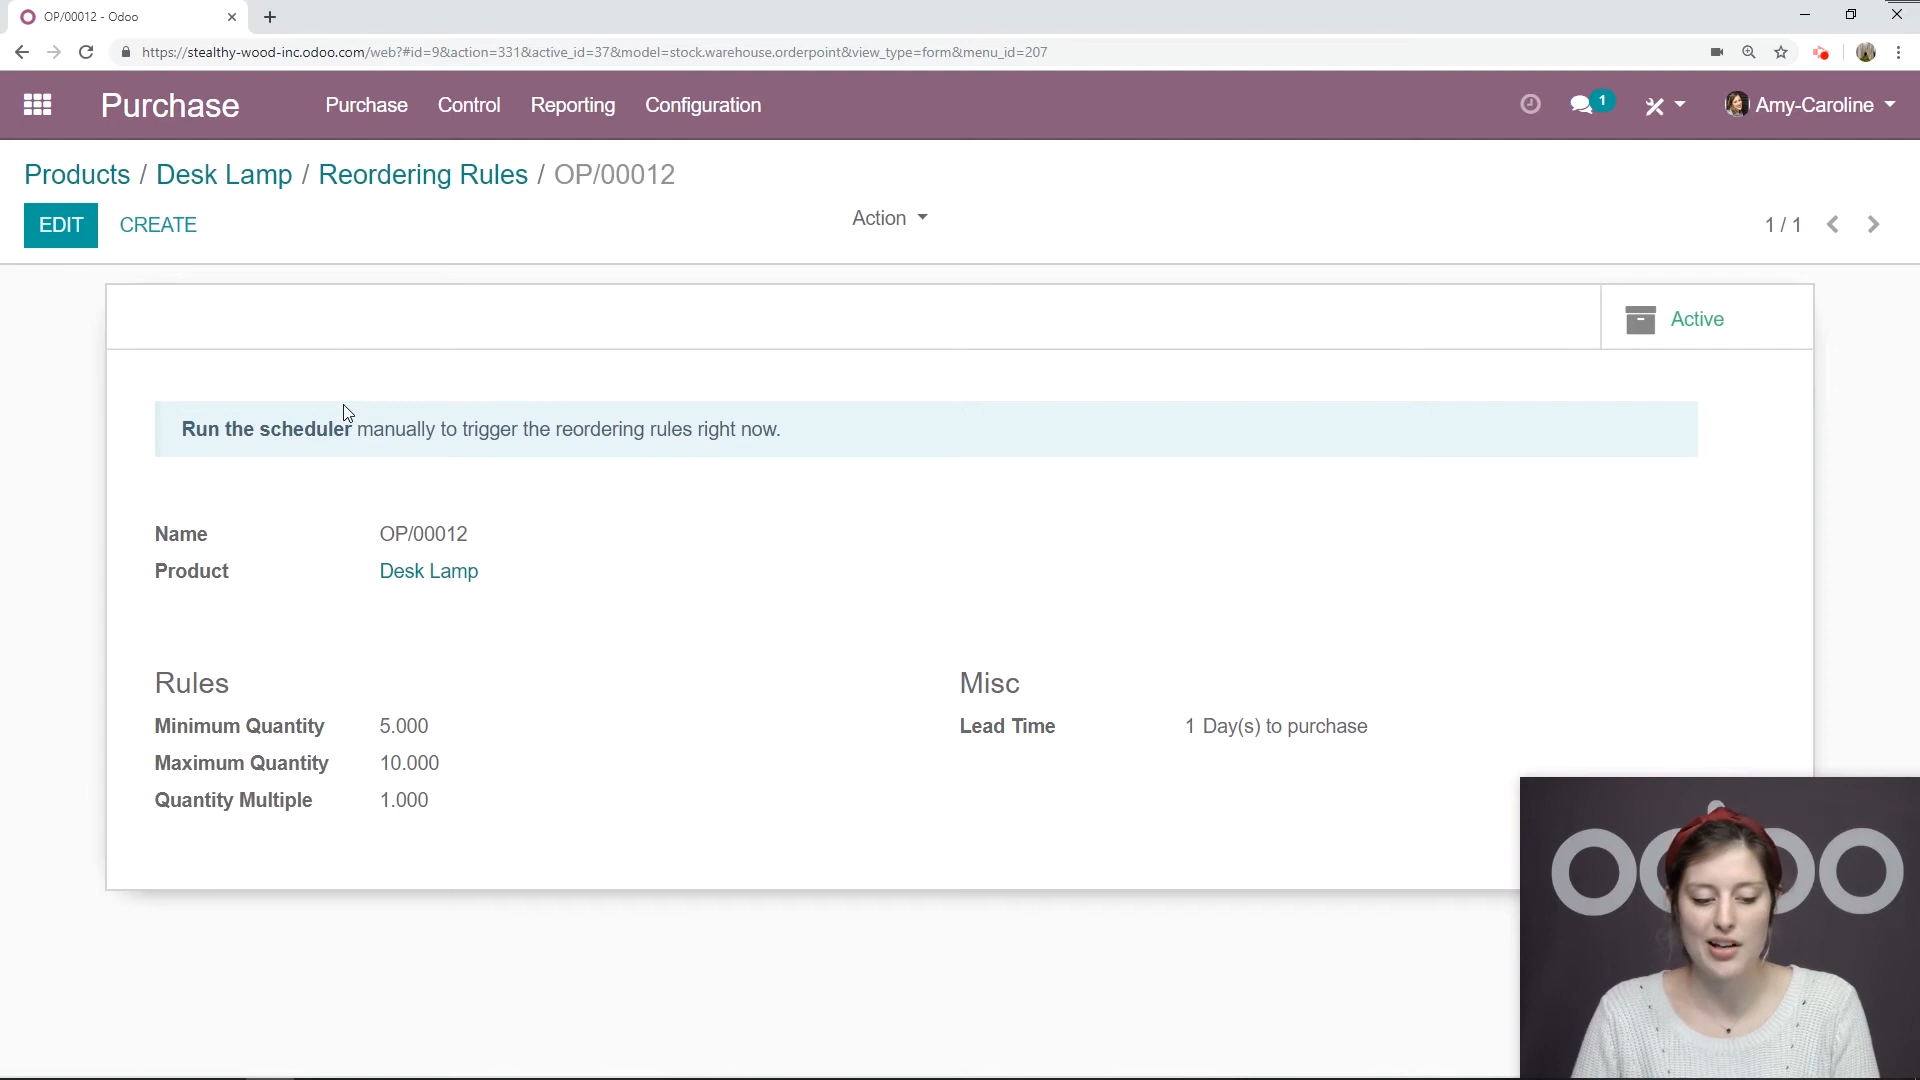 OP/00012 - Odoo
https://stealthy-wood-inc.odoo.com/web?#id=9&action=331&active_id=37&model=stock.warehouse.orderpoint&view_type=form&menu_id=207
Purchase
Purchase Control Reporting Configuration
1
Amy-Caroline
Products / Desk Lamp / Reordering Rules / OP/00012
EDIT CREATE
Action
1 / 1
Active
Run the scheduler manually to trigger the reordering rules right now.
Name OP/00012
Product Desk Lamp
Rules
Minimum Quantity 5.000
Maximum Quantity 10.000
Quantity Multiple 1.000
Misc
Lead Time 1 Day(s) to purchase
odoo